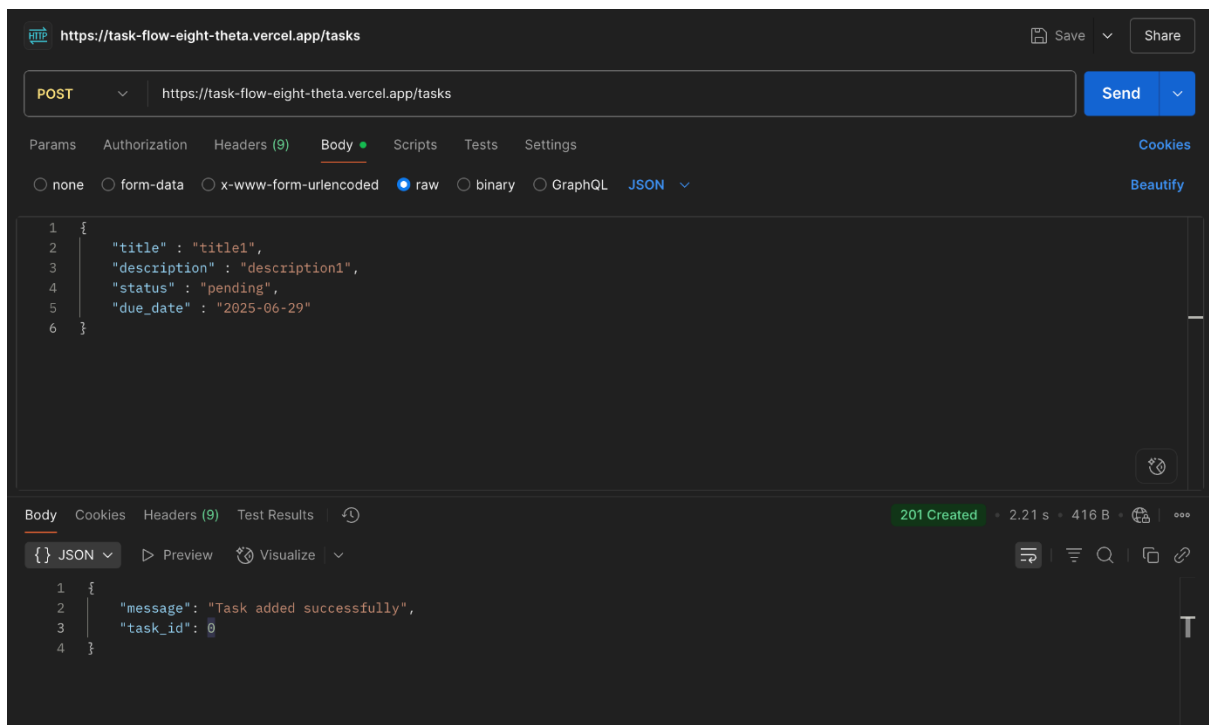 HTTP https://task-flow-eight-theta.vercel.app/tasks Save Share
POST https://task-flow-eight-theta.vercel.app/tasks Send
Params Authorization Headers (9) Body Scripts Tests Settings Cookies
none form-data x-www-form-urlencoded raw binary GraphQL JSON Beautify
1 {
2 "title" : "title1",
3 "description" : "description1",
4 "status" : "pending",
5 "due_date" : "2025-06-29"
6 }
Body Cookies Headers (9) Test Results 201 Created • 2.21 s • 416 B
{} JSON Preview Visualize
1 {
2 "message": "Task added successfully",
3 "task_id": 0
4 }
T